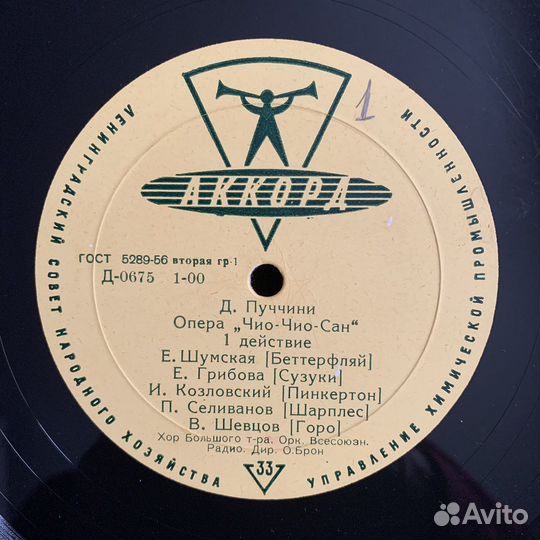 ЛЕНИНГРАДСКИЙ СОВЕТ НАРОДНОГО ХОЗЯЙСТВА
УПРАВЛЕНИЕ ХИМИЧЕСКОЙ ПРОМЫШЛЕННОСТИ
1
АККОРД
ГОСТ 5289-56 вторая гр·1
Д-0675 1-00
Д. Пуччини
Опера „Чио-Чио-Сан“
1 действие
Е. Шумская [Беттерфляй]
Е. Грибова [Сузуки]
И. Козловский [Пинкертон]
П. Селиванов [Шарплес]
В. Шевцов [Горо]
Хор Большого т-ра. Орк. Всесоюзн.
Радио. Дир. О. Брон
33
Avito